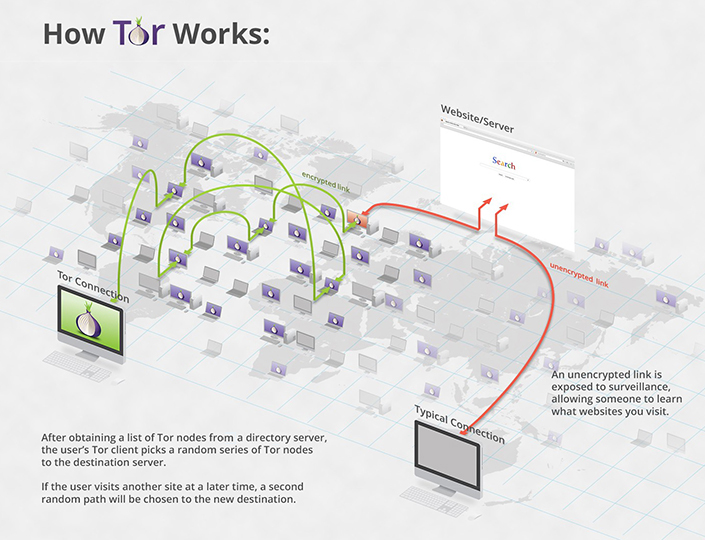 How Tor Works:
Website/Server
Search
encrypted link
unencrypted link
Tor Connection
An unencrypted link is
exposed to surveillance,
allowing someone to learn
what websites you visit.
Typical Connection
After obtaining a list of Tor nodes from a directory server,
the user's Tor client picks a random series of Tor nodes
to the destination server.
If the user visits another site at a later time, a second
random path will be chosen to the new destination.